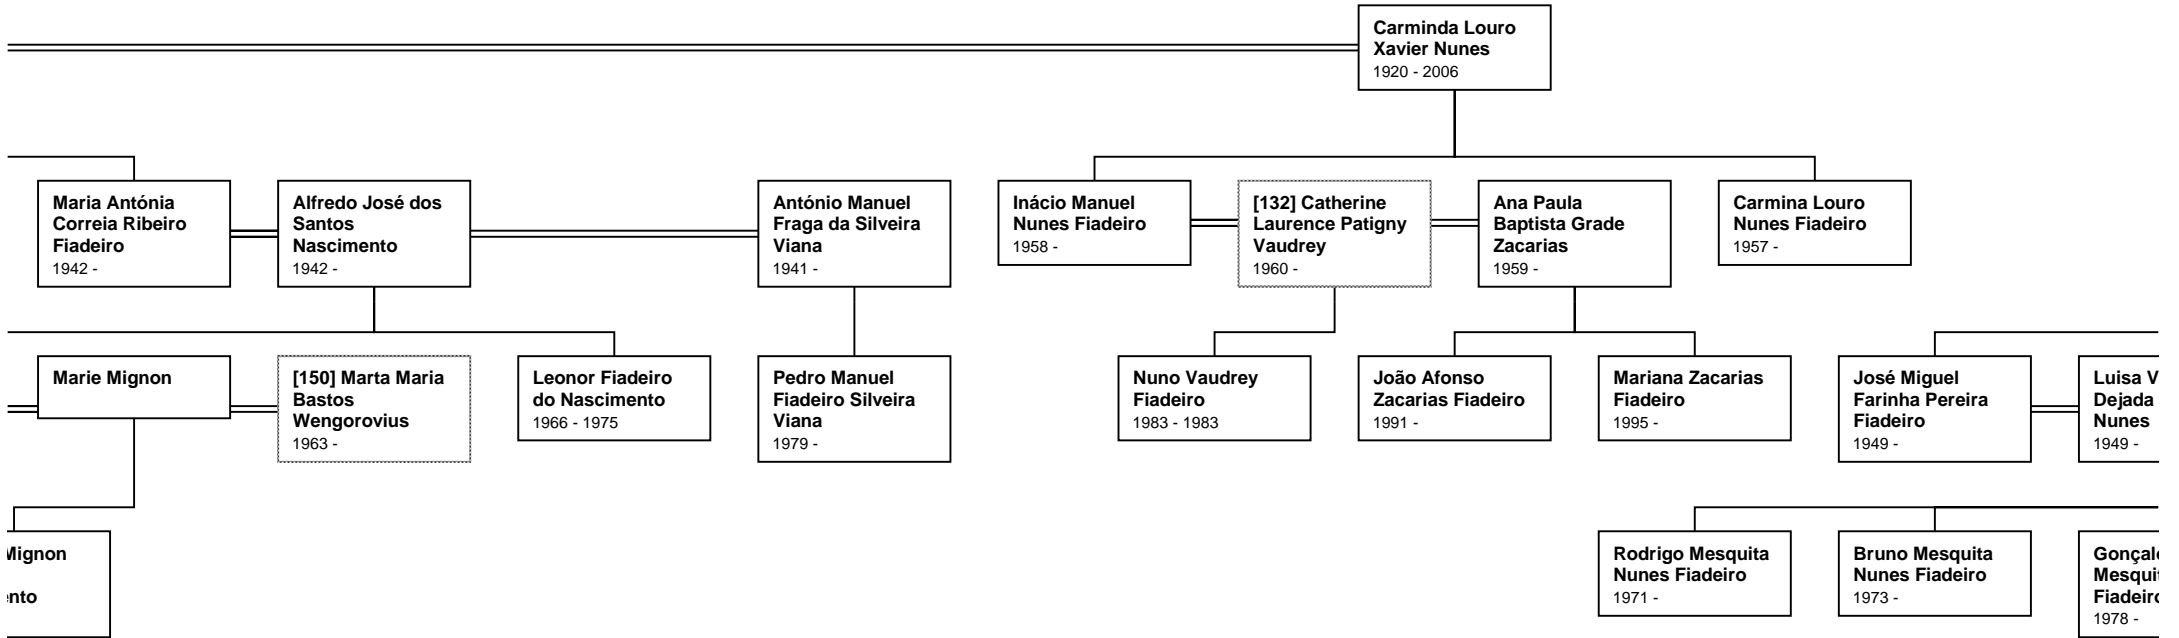 Carminda Louro
Xavier Nunes
1920 - 2006
Maria Antónia
Correia Ribeiro
Fiadeiro
1942 -
Alfredo José dos
Santos
Nascimento
1942 -
António Manuel
Fraga da Silveira
Viana
1941 -
Inácio Manuel
Nunes Fiadeiro
1958 -
[132] Catherine
Laurence Patigny
Vaudrey
1960 -
Ana Paula
Baptista Grade
Zacarias
1959 -
Carmina Louro
Nunes Fiadeiro
1957 -
Marie Mignon
[150] Marta Maria
Bastos
Wengorovius
1963 -
Leonor Fiadeiro
do Nascimento
1966 - 1975
Pedro Manuel
Fiadeiro Silveira
Viana
1979 -
Nuno Vaudrey
Fiadeiro
1983 - 1983
João Afonso
Zacarias Fiadeiro
1991 -
Mariana Zacarias
Fiadeiro
1995 -
José Miguel
Farinha Pereira
Fiadeiro
1949 -
Luisa V
Dejada
Nunes
1949 -
Mignon
ento
Rodrigo Mesquita
Nunes Fiadeiro
1971 -
Bruno Mesquita
Nunes Fiadeiro
1973 -
Gonçal
Mesqui
Fiadeir
1978 -